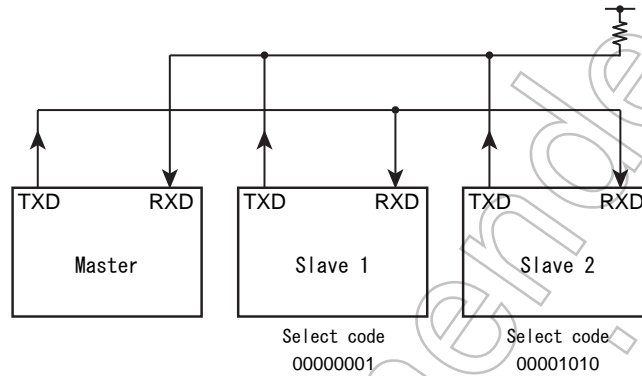 TXD RXD TXD RXD TXD RXD
Master Slave 1 Slave 2
Select code Select code
00000001 00001010